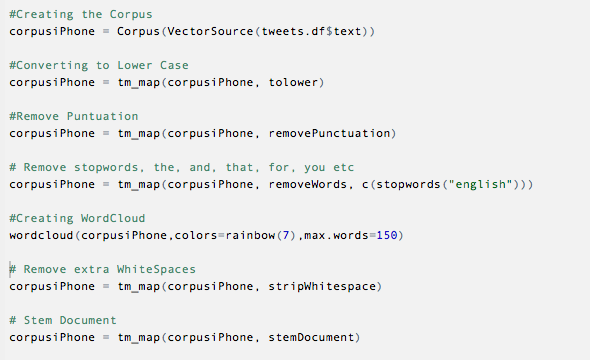 #Creating the Corpus
corpusiPhone = Corpus(VectorSource(tweets.df$text))
#Converting to Lower Case
corpusiPhone = tm_map(corpusiPhone, tolower)
#Remove Puntuation
corpusiPhone = tm_map(corpusiPhone, removePunctuation)
# Remove stopwords, the, and, that, for, you etc
corpusiPhone = tm_map(corpusiPhone, removeWords, c(stopwords("english")))
#Creating WordCloud
wordcloud(corpusiPhone,colors=rainbow(7),max.words=150)
# Remove extra WhiteSpaces
corpusiPhone = tm_map(corpusiPhone, stripWhitespace)
# Stem Document
corpusiPhone = tm_map(corpusiPhone, stemDocument)